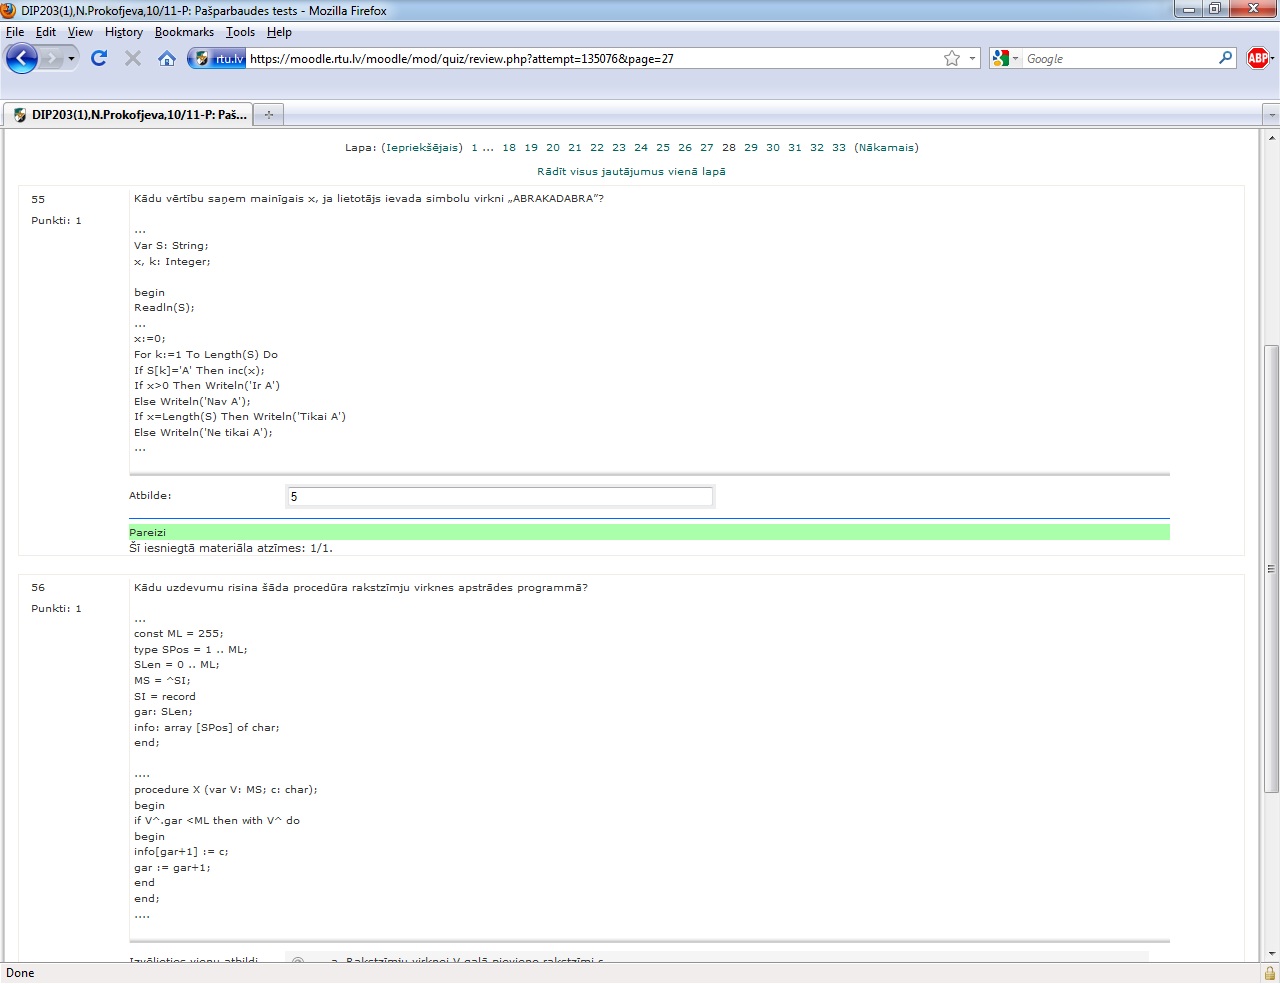 DIP203(1),N.Prokofjeva,10/11-P: Pašparbaudes tests - Mozilla Firefox
File Edit View History Bookmarks Tools Help
rtu.lv https://moodle.rtu.lv/moodle/mod/quiz/review.php?attempt=135076&page=27
Google
ABP
DIP203(1),N.Prokofjeva,10/11-P: Paš...
Lapa: (Iepriekšējais) 1 ... 18 19 20 21 22 23 24 25 26 27 28 29 30 31 32 33 (Nākamais)
Rādīt visus jautājumus vienā lapā
55
Punkti: 1
Kādu vērtību saņem mainīgais x, ja lietotājs ievada simbolu virkni „ABRAKADABRA”?
...
Var S: String;
x, k: Integer;
begin
Readln(S);
...
x:=0;
For k:=1 To Length(S) Do
If S[k]='A' Then inc(x);
If x>0 Then Writeln('Ir A')
Else Writeln('Nav A');
If x=Length(S) Then Writeln('Tikai A')
Else Writeln('Ne tikai A');
...
Atbilde: 5
Pareizi
Šī iesniegtā materiāla atzīmes: 1/1.
56
Punkti: 1
Kādu uzdevumu risina šāda procedūra rakstzīmju virknes apstrādes programmā?
...
const ML = 255;
type SPos = 1 .. ML;
SLen = 0 .. ML;
MS = ^SI;
SI = record
gar: SLen;
info: array [SPos] of char;
end;
....
procedure X (var V: MS; c: char);
begin
if V^.gar <ML then with V^ do
begin
info[gar+1] := c;
gar := gar+1;
end
end;
....
Izvēlieties vienu atbildi a. Rakstzīmju virknei V galā pievieno rakstzīmi c
Done